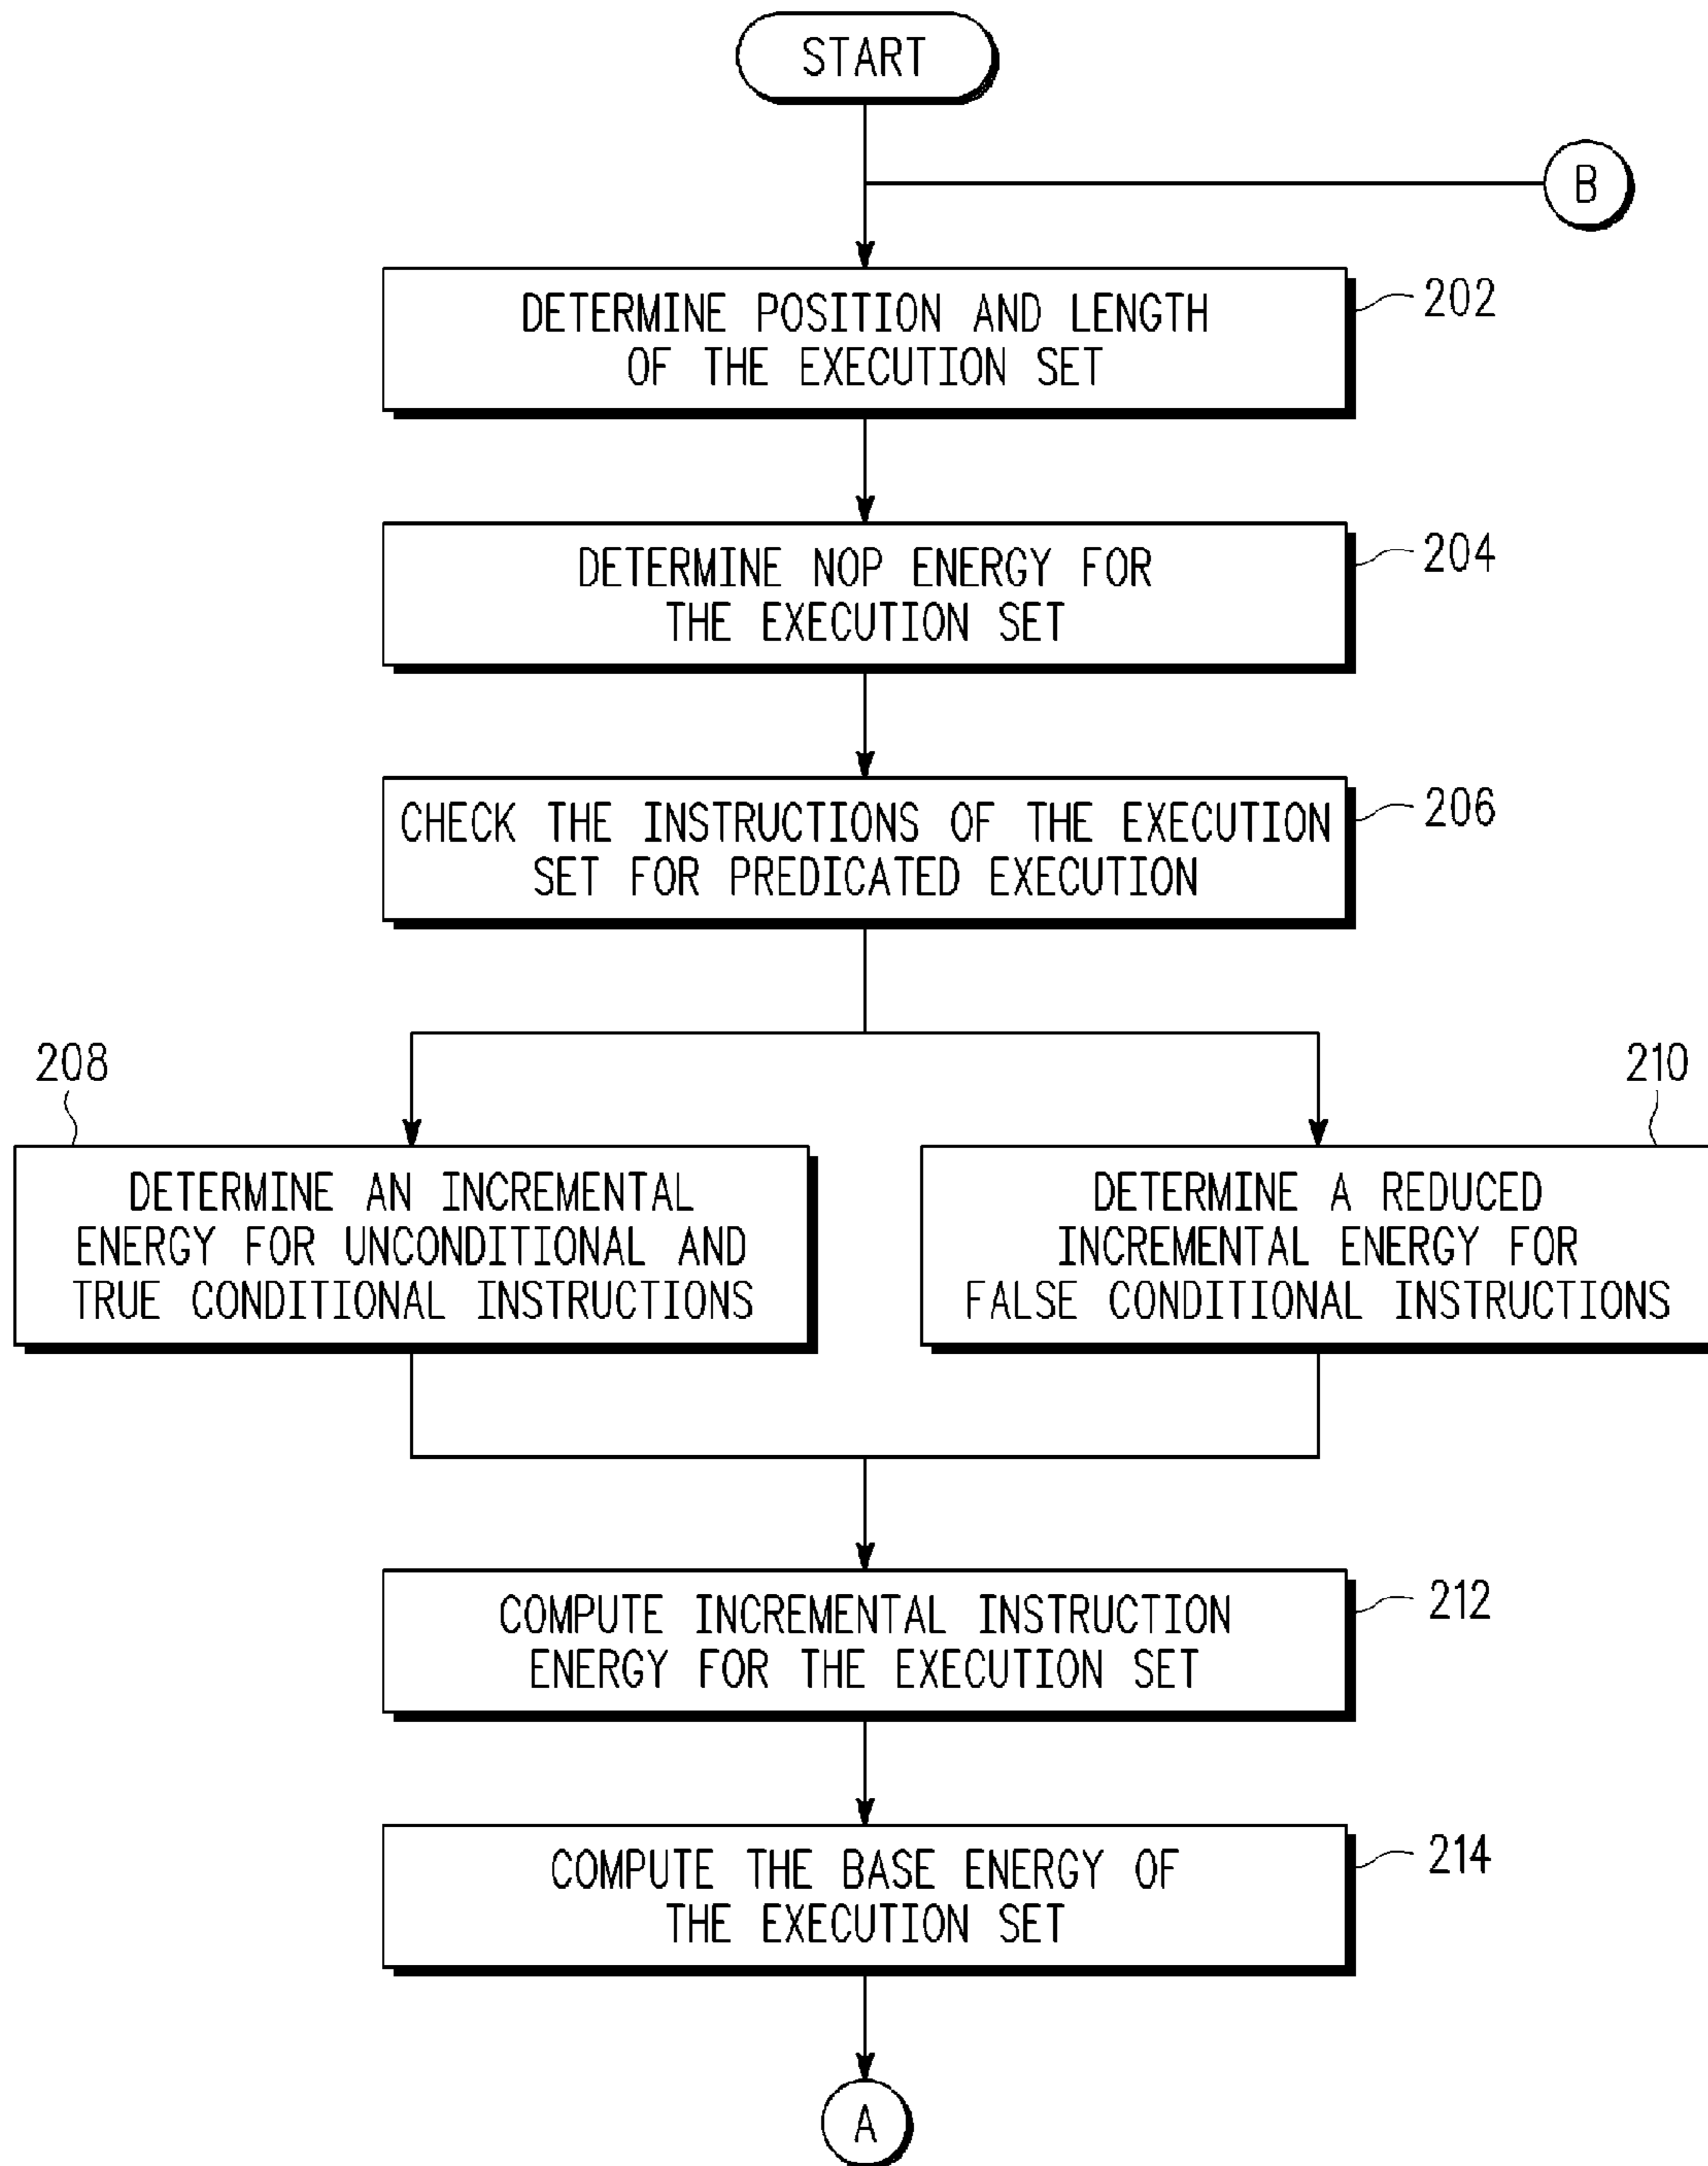 START
B
DETERMINE POSITION AND LENGTH
OF THE EXECUTION SET
202
DETERMINE NOP ENERGY FOR
THE EXECUTION SET
204
CHECK THE INSTRUCTIONS OF THE EXECUTION
SET FOR PREDICATED EXECUTION
206
208
DETERMINE AN INCREMENTAL
ENERGY FOR UNCONDITIONAL AND
TRUE CONDITIONAL INSTRUCTIONS
210
DETERMINE A REDUCED
INCREMENTAL ENERGY FOR
FALSE CONDITIONAL INSTRUCTIONS
COMPUTE INCREMENTAL INSTRUCTION
ENERGY FOR THE EXECUTION SET
212
COMPUTE THE BASE ENERGY OF
THE EXECUTION SET
214
A